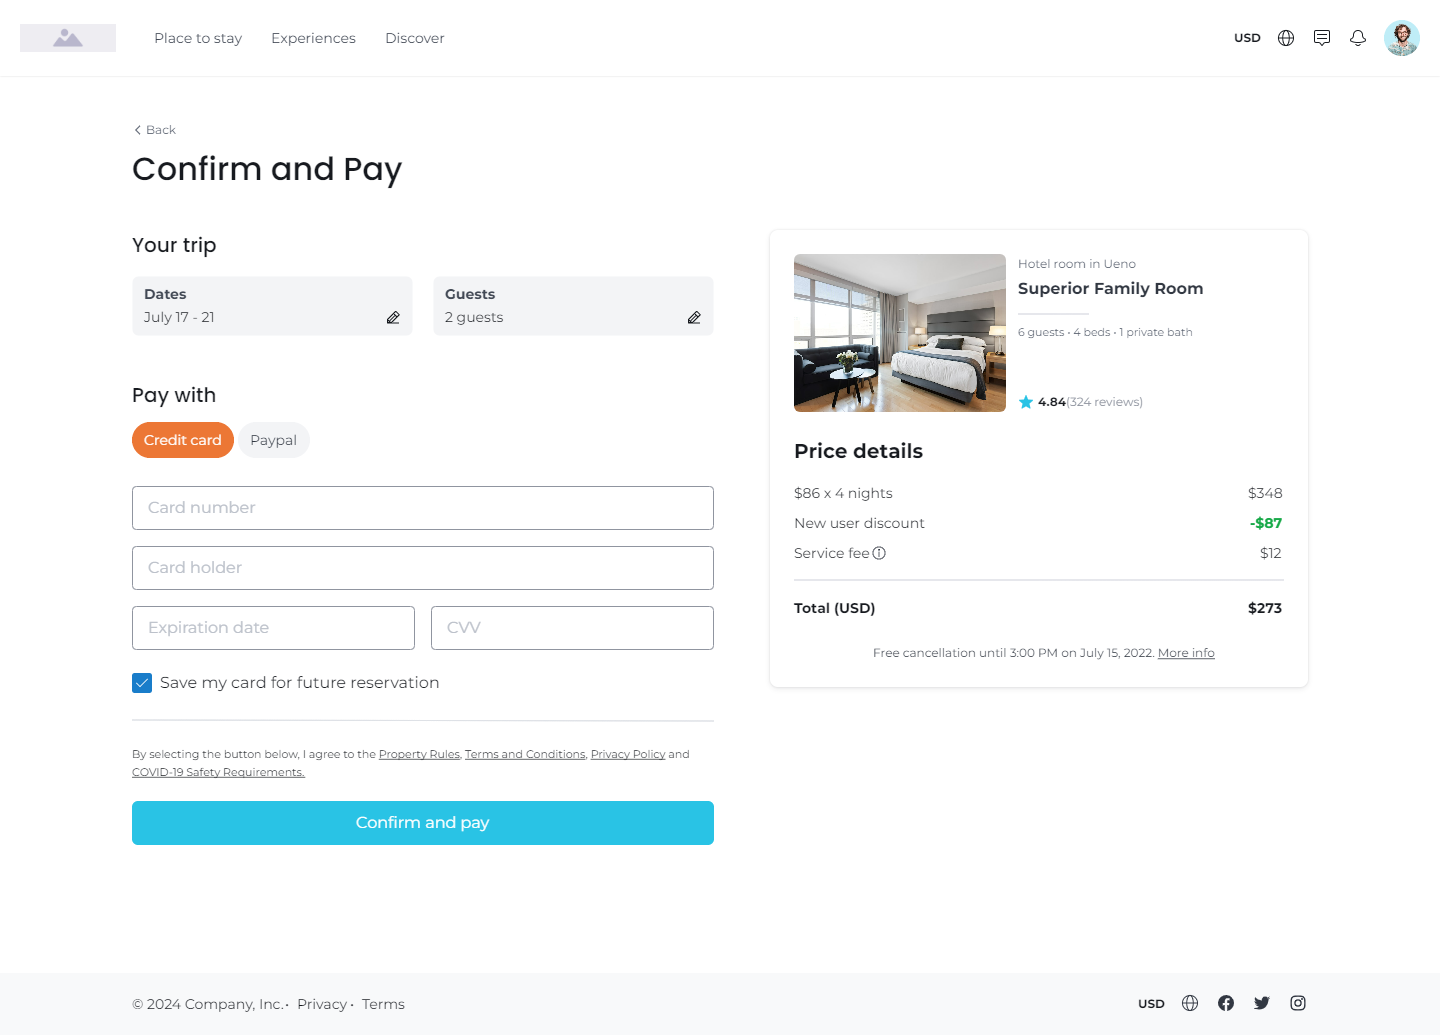 Place to stay Experiences Discover USD
Back
Confirm and Pay
Your trip
Dates
July 17 - 21
Guests
2 guests
Pay with
Credit card Paypal
Card number
Card holder
Expiration date CVV
Save my card for future reservation
By selecting the button below, I agree to the Property Rules, Terms and Conditions, Privacy Policy and
COVID-19 Safety Requirements.
Confirm and pay
Hotel room in Ueno
Superior Family Room
6 guests • 4 beds • 1 private bath
4.84(324 reviews)
Price details
$86 x 4 nights $348
New user discount -$87
Service fee $12
Total (USD) $273
Free cancellation until 3:00 PM on July 15, 2022. More info
© 2024 Company, Inc.• Privacy• Terms USD